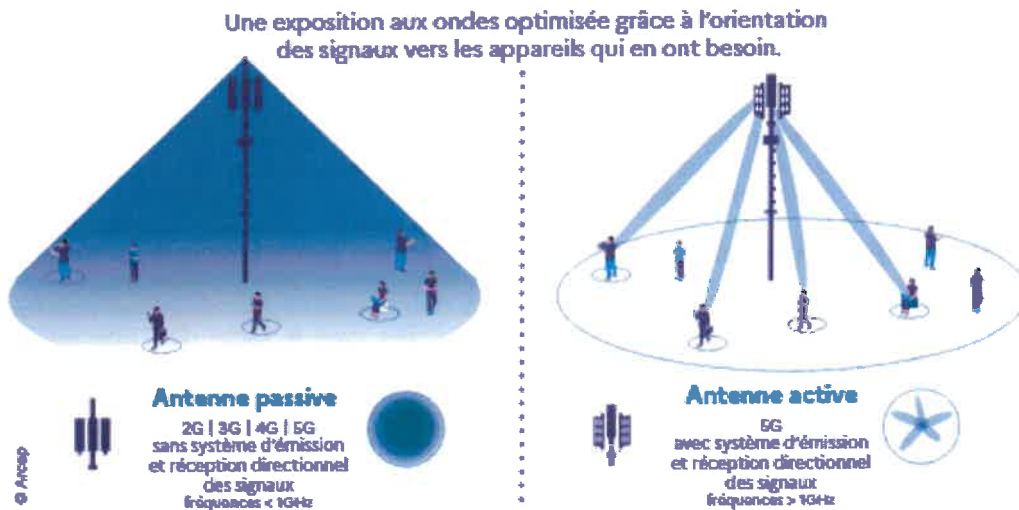 Une exposition aux ondes optimisée grâce à l'orientation
des signaux vers les appareils qui en ont besoin.
Antenne passive
2G | 3G | 4G | 5G
sans système d'émission
et réception directionnel
des signaux
fréquences < 1GHz
Antenne active
5G
avec système d'émission
et réception directionnel
des signaux
fréquences > 1GHz
© Arcep